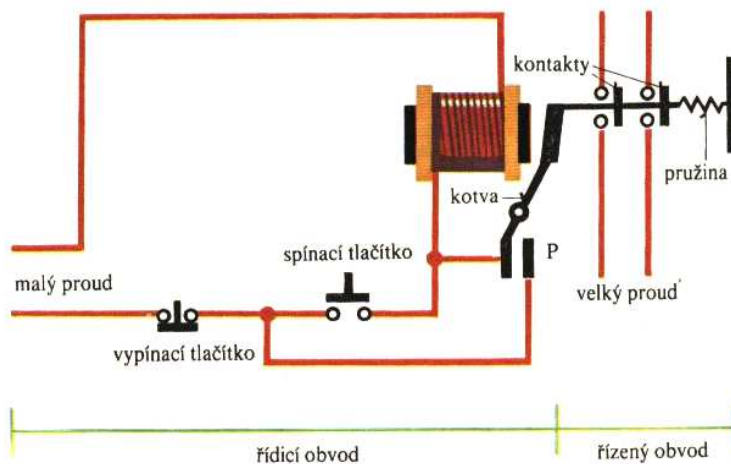 kontakty
pružina
kotva
spínací tlačítko
P
malý proud
velký proud
vypínací tlačítko
řídicí obvod
řízený obvod